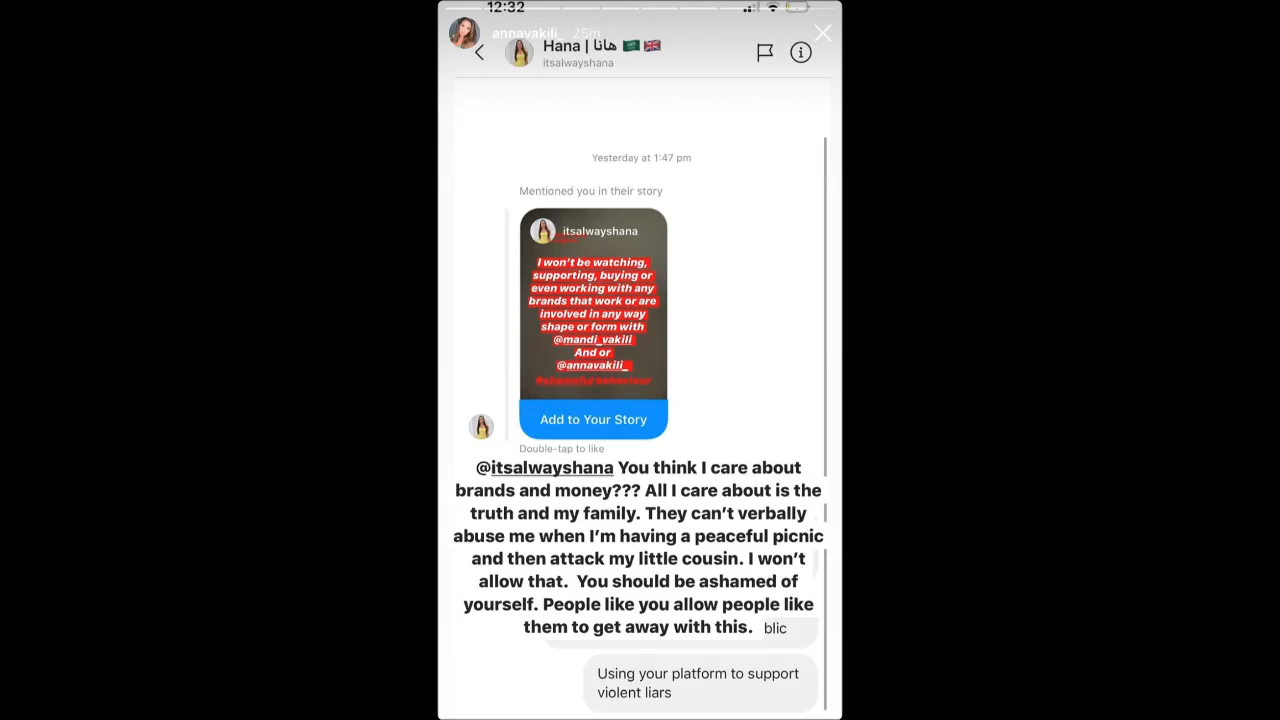 12:32
annavakili_ 25m
Hana | هانا 🇸🇦 🇬🇧
itsalwayshana
Yesterday at 1:47 pm
Mentioned you in their story
itsalwayshana
I won't be watching,
supporting, buying or
even working with any
brands that work or are
involved in any way
shape or form with
@mandi_vakili
And or
@annavakili_
behaviour
Add to Your Story
Double-tap to like
@itsalwayshana You think I care about
brands and money??? All I care about is the
truth and my family. They can't verbally
abuse me when I'm having a peaceful picnic
and then attack my little cousin. I won't
allow that. You should be ashamed of
yourself. People like you allow people like
them to get away with this. blic
Using your platform to support
violent liars